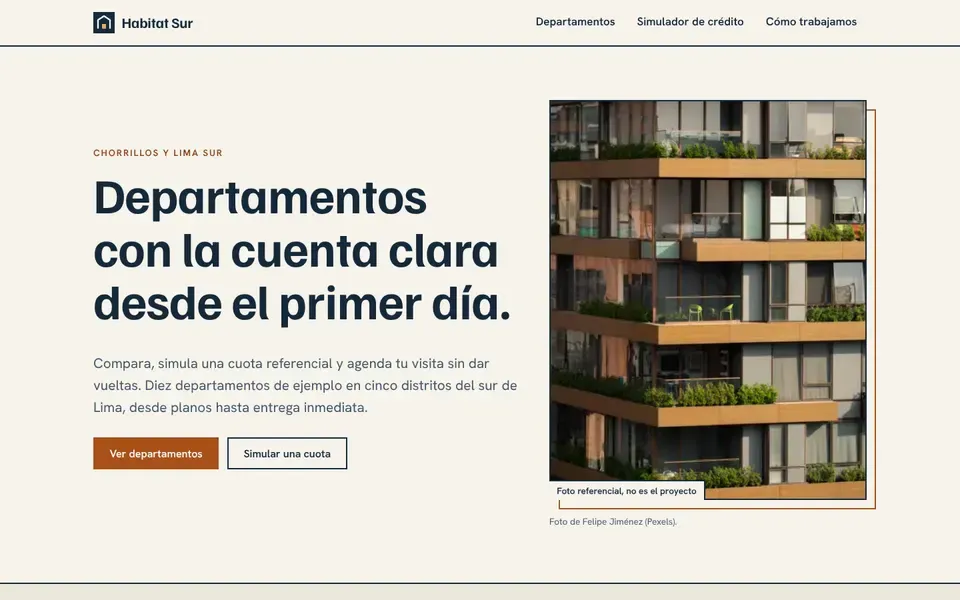 Habitat Sur
Departamentos
Simulador de crédito
Cómo trabajamos
CHORRILLOS Y LIMA SUR
Departamentos
con la cuenta clara
desde el primer día.
Compara, simula una cuota referencial y agenda tu visita sin dar
vueltas. Diez departamentos de ejemplo en cinco distritos del sur de
Lima, desde planos hasta entrega inmediata.
Ver departamentos
Simular una cuota
Foto referencial, no es el proyecto
Foto de Felipe Jiménez (Pexels).